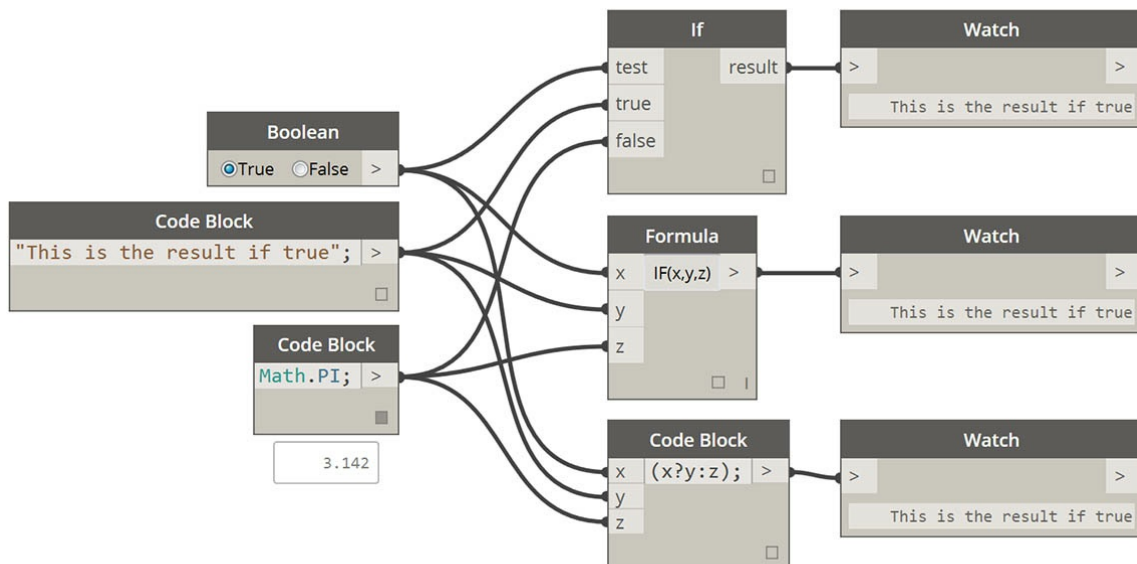 If
test
result
>
true
false
Watch
>
>
This is the result if true
Boolean
True
False
>
Code Block
"This is the result if true";
>
Code Block
Math.PI;
>
3.142
Formula
x
IF(x,y,z)
>
y
z
Watch
>
>
This is the result if true
Code Block
x
(x?y:z);
>
y
z
Watch
>
>
This is the result if true